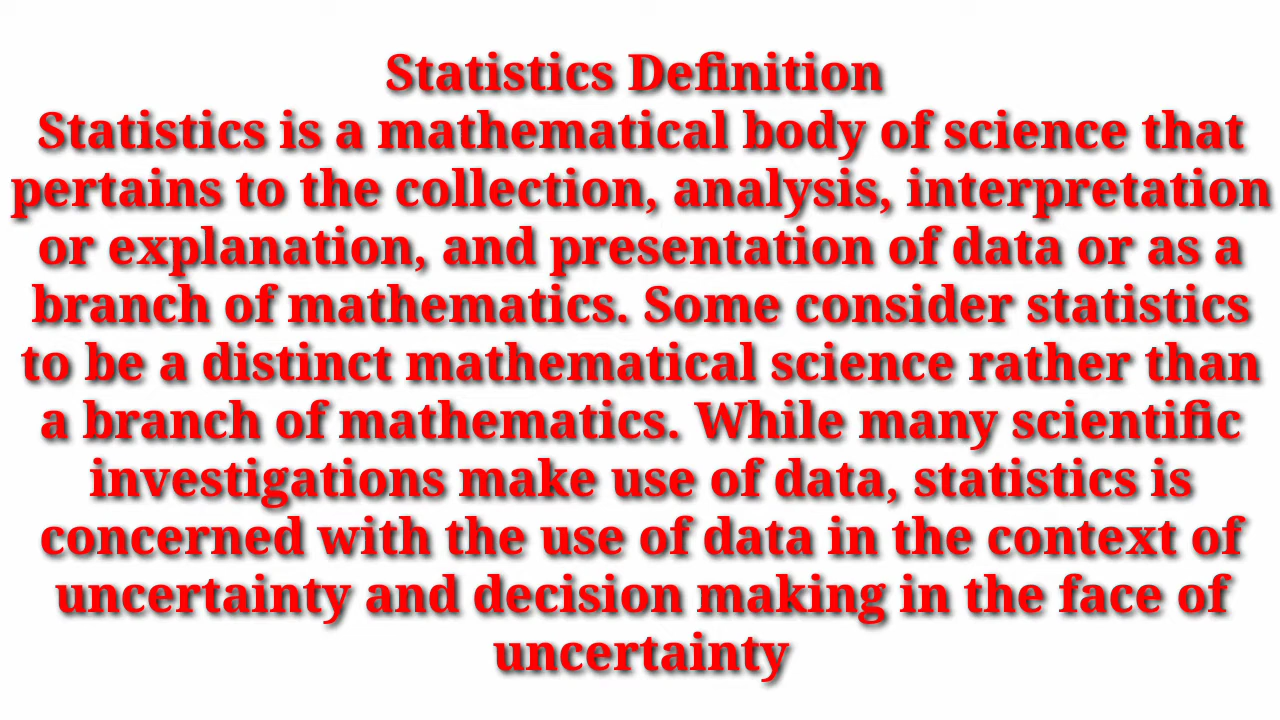 Statistics Definition
Statistics is a mathematical body of science that
pertains to the collection, analysis, interpretation
or explanation, and presentation of data or as a
branch of mathematics. Some consider statistics
to be a distinct mathematical science rather than
a branch of mathematics. While many scientific
investigations make use of data, statistics is
concerned with the use of data in the context of
uncertainty and decision making in the face of
uncertainty